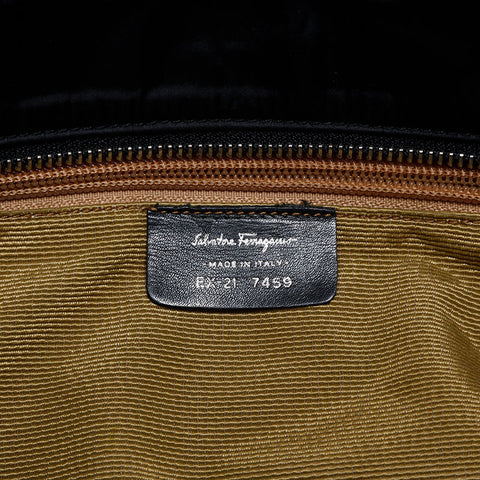 Salvatore Ferragamo
- MADE IN ITALY -
EX-21 7459